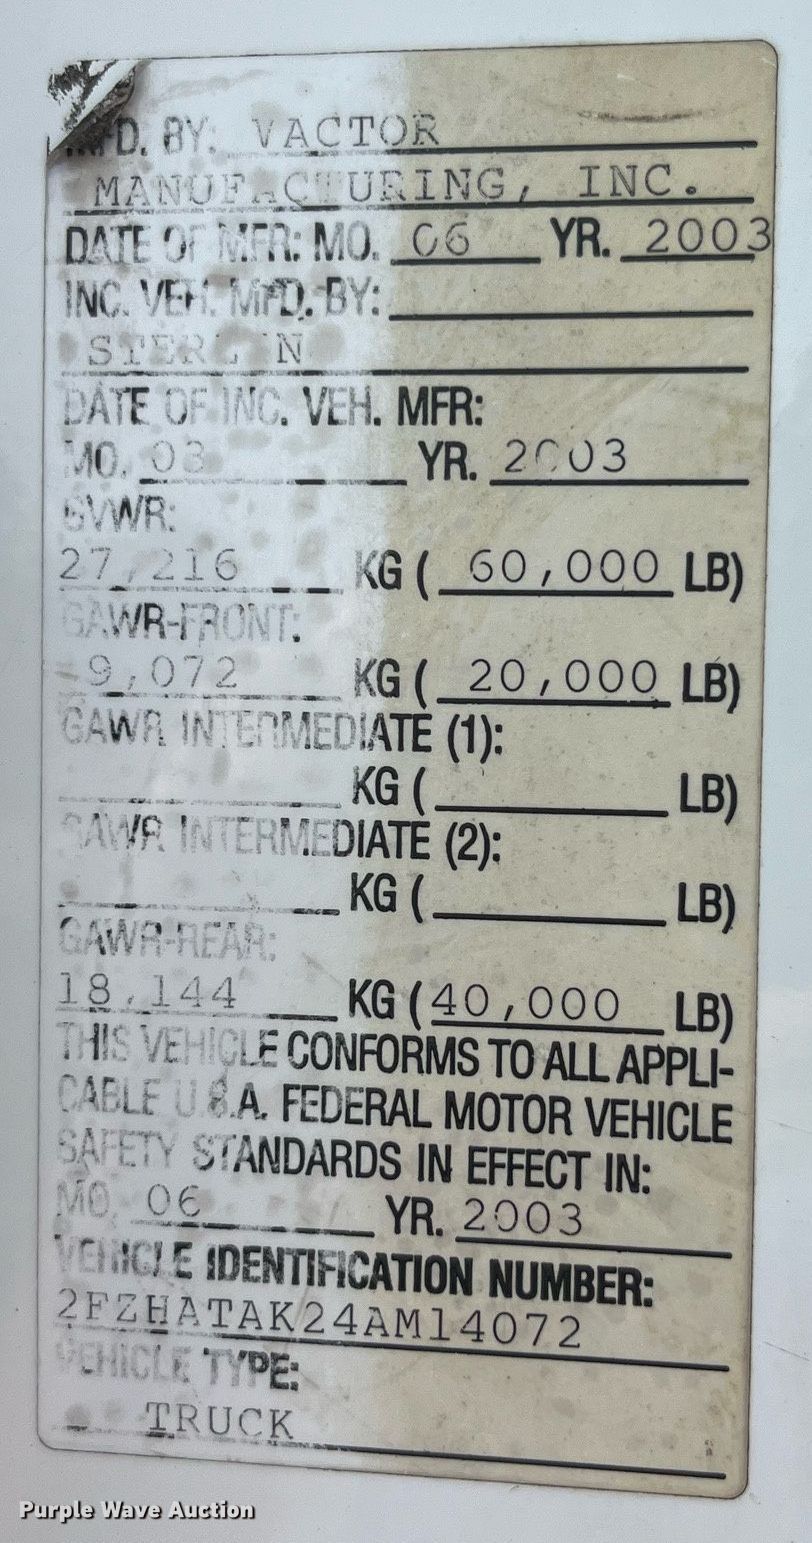 MFD. BY: VACTOR
MANUFACTURING, INC.
DATE OF MFR: MO. 06 YR. 2003
INC. VEH. MFD. BY:
STERLIN
DATE OF INC. VEH. MFR:
MO. 03 YR. 2003
GVWR:
27,216 KG ( 60,000 LB)
GAWR-FRONT:
9,072 KG ( 20,000 LB)
GAWR INTERMEDIATE (1):
KG ( LB)
GAWR INTERMEDIATE (2):
KG ( LB)
GAWR-REAR:
18,144 KG ( 40,000 LB)
THIS VEHICLE CONFORMS TO ALL APPLI-
CABLE U.S.A. FEDERAL MOTOR VEHICLE
SAFETY STANDARDS IN EFFECT IN:
MO. 06 YR. 2003
VEHICLE IDENTIFICATION NUMBER:
2FZHATAK24AM14072
VEHICLE TYPE:
TRUCK
Purple Wave Auction